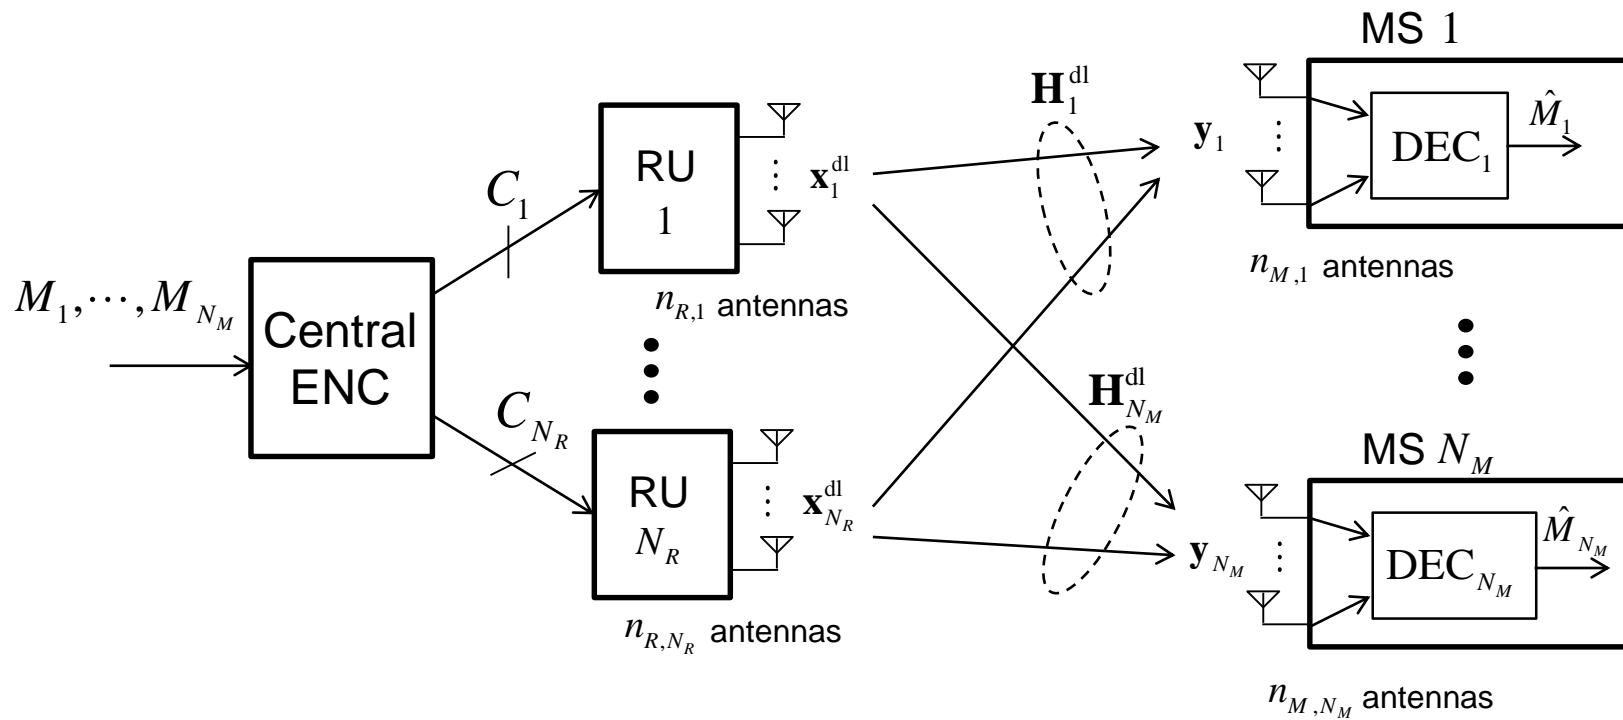 M_1, ⋯, M_{N_M}
Central
ENC
C_1
C_{N_R}
RU
1
n_{R,1} antennas
RU
N_R
n_{R,N_R} antennas
x_1^{dl}
x_{N_R}^{dl}
H_1^{dl}
H_{N_M}^{dl}
y_1
y_{N_M}
MS 1
DEC_1
\hat{M}_1
n_{M,1} antennas
MS N_M
DEC_{N_M}
\hat{M}_{N_M}
n_{M,N_M} antennas